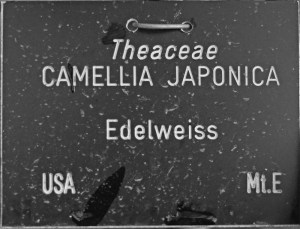 Theaceae
CAMELLIA JAPONICA
Edelweiss
USA Mt.E